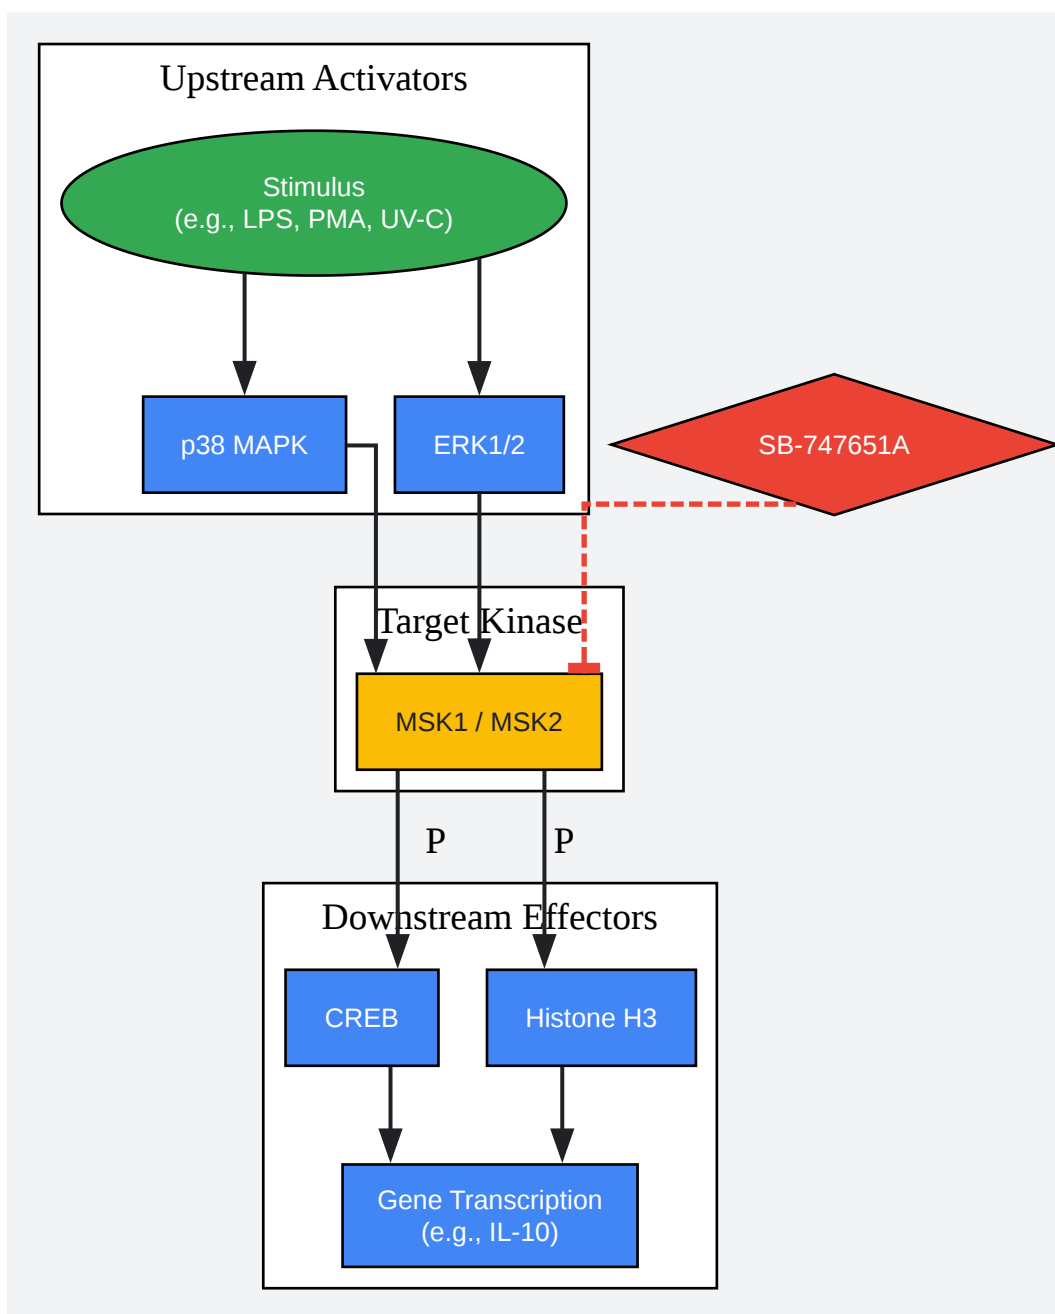 Upstream Activators
Stimulus
(e.g., LPS, PMA, UV-C)
p38 MAPK
ERK1/2
SB-747651A
Target Kinase
MSK1 / MSK2
P
P
Downstream Effectors
CREB
Histone H3
Gene Transcription
(e.g., IL-10)